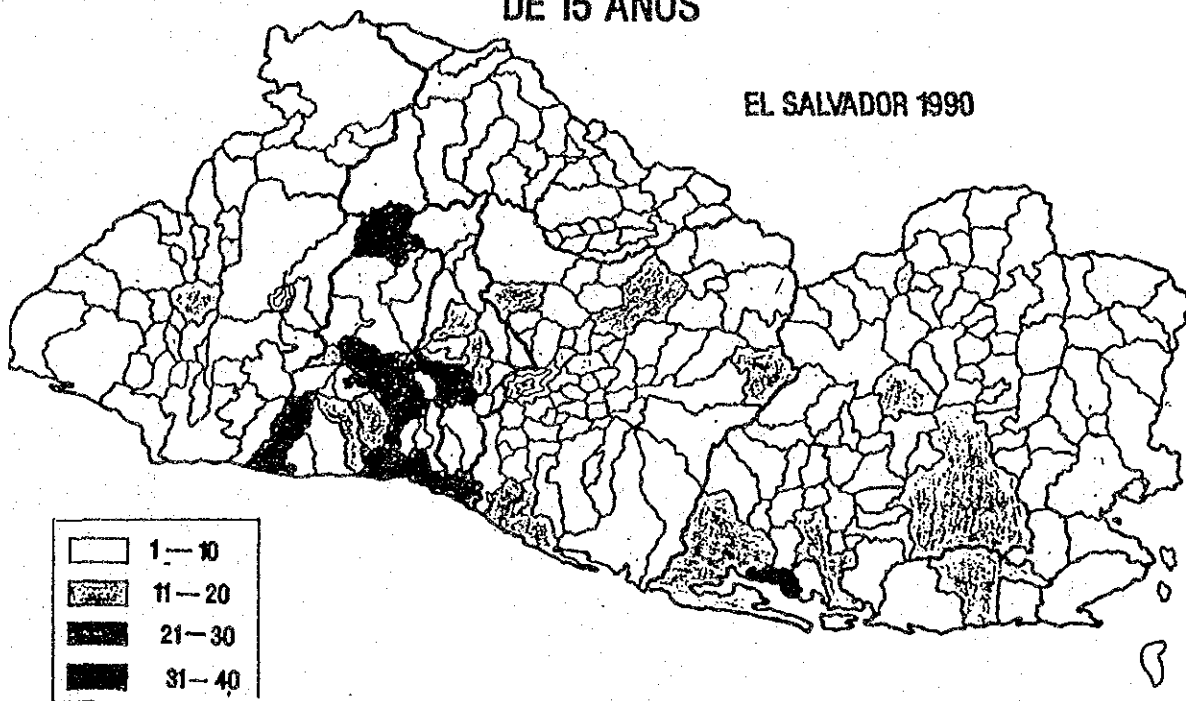 DE 15 AÑOS
EL SALVADOR 1990
1 — 10
11 — 20
21 — 30
31 — 40